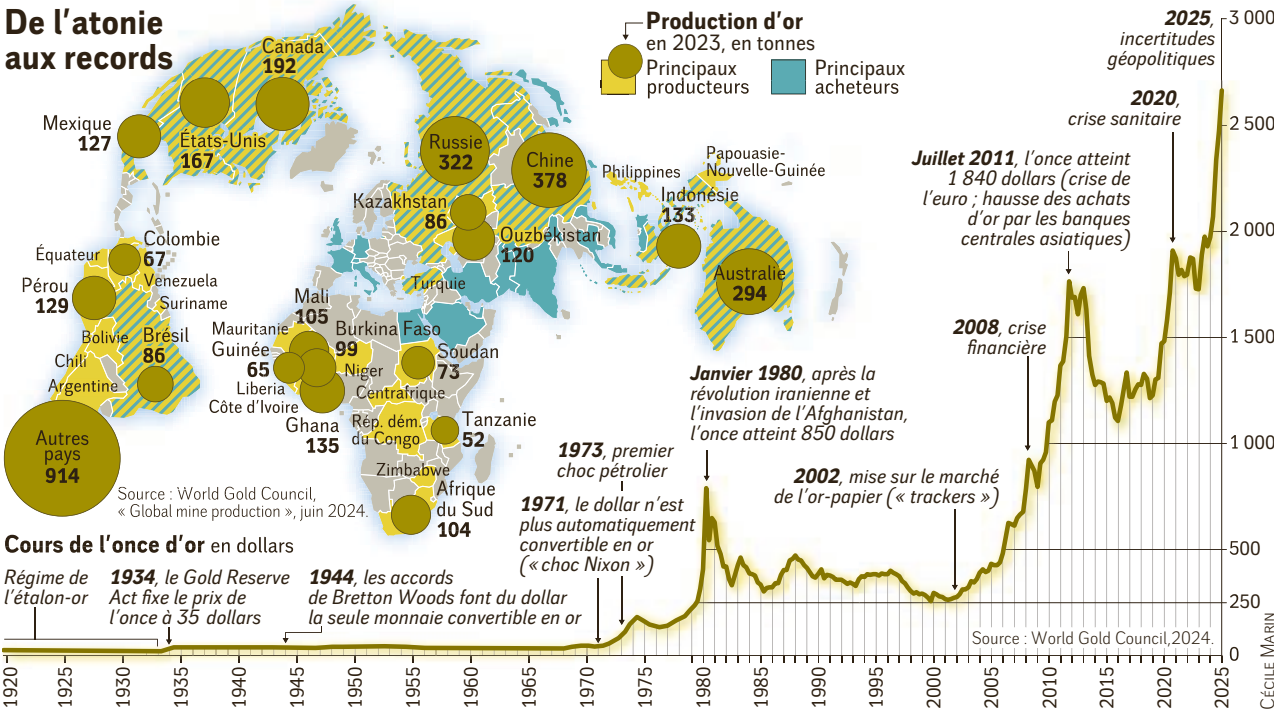 De l’atonie
aux records
Production d’or
en 2023, en tonnes
Principaux
producteurs
Principaux
acheteurs
Canada
192
Mexique
127
États-Unis
167
Russie
322
Chine
378
Kazakhstan
86
Ouzbékistan
120
Philippines
Papouasie-
Nouvelle-Guinée
Indonésie
133
Australie
294
Turquie
Équateur
Colombie
67
Pérou
129
Venezuela
Suriname
Bolivie
Brésil
86
Chili
Argentine
Mali
105
Mauritanie
Burkina Faso
99
Guinée
65
Niger
Soudan
73
Liberia
Côte d’Ivoire
Centrafrique
Ghana
135
Rép. dém.
du Congo
Tanzanie
52
Zimbabwe
Afrique
du Sud
104
Autres
pays
914
Source : World Gold Council,
« Global mine production », juin 2024.
Cours de l’once d’or en dollars
Régime de
l’étalon-or
1934, le Gold Reserve
Act fixe le prix de
l’once à 35 dollars
1944, les accords
de Bretton Woods font du dollar
la seule monnaie convertible en or
1971, le dollar n’est
plus automatiquement
convertible en or
(« choc Nixon »)
1973, premier
choc pétrolier
Janvier 1980, après la
révolution iranienne et
l’invasion de l’Afghanistan,
l’once atteint 850 dollars
2002, mise sur le marché
de l’or-papier (« trackers »)
2008, crise
financière
Juillet 2011, l’once atteint
1 840 dollars (crise de
l’euro ; hausse des achats
d’or par les banques
centrales asiatiques)
2020,
crise sanitaire
2025,
incertitudes
géopolitiques
3 000
2 500
2 000
1 500
1 000
500
250
0
Source : World Gold Council,2024.
1920
1925
1930
1935
1940
1945
1950
1955
1960
1965
1970
1975
1980
1985
1990
1995
2000
2005
2010
2015
2020
2025
Cécile Marin